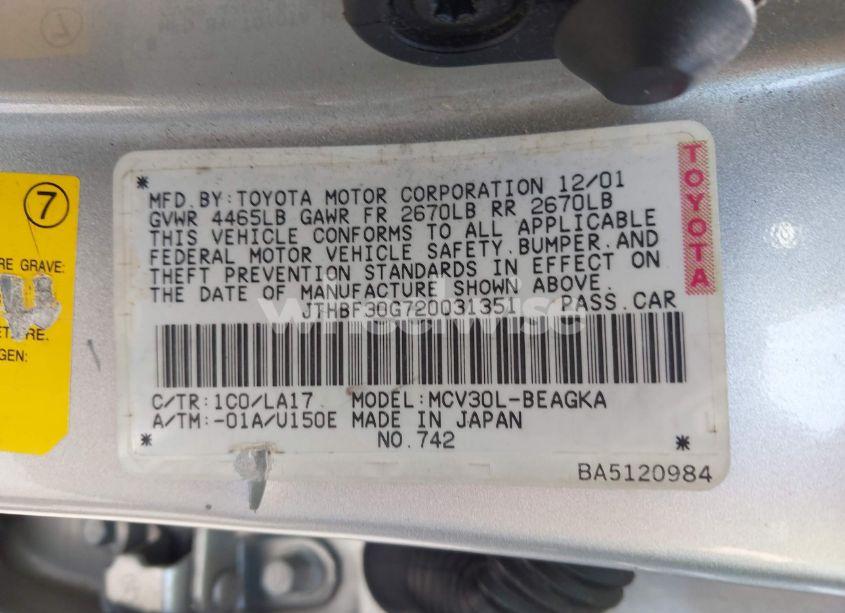 7
RE GRAVE:
ET
RE.
GEN:
*
MFD.BY:TOYOTA MOTOR CORPORATION 12/01
GVWR 4465LB GAWR FR 2670LB RR 2670LB
THIS VEHICLE CONFORMS TO ALL APPLICABLE
FEDERAL MOTOR VEHICLE SAFETY.BUMPER.AND
THEFT PREVENTION STANDARDS IN EFFECT ON
THE DATE OF MANUFACTURE SHOWN ABOVE.
JTHBF30G720031351 PASS.CAR
TOYOTA
wheelwise
C/TR:1C0/LA17 MODEL:MCV30L-BEAGKA
A/TM:-01A/U150E MADE IN JAPAN
* NO.742 *
BA5120984